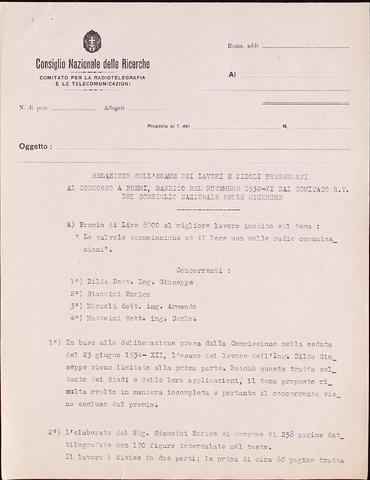 Consiglio Nazionale delle Ricerche
COMITATO PER LA RADIOTELEGRAFIA
E LE TELECOMUNICAZIONI
Roma, addì
Al
N. di prot. Allegati
Risposta al f. del N.
Oggetto :
RELAZIONE SULL'ESAME DEI LAVORI E TITOLI PRESENTATI
AL CONCORSO A PREMI, BANDITO NEL NOVEMBRE 1932-XI DAL COMITATO R.T.
DEL CONSIGLIO NAZIONALE DELLE RICERCHE
A) Premio di Lire 8000 al migliore lavoro inedito sul tema :
" Le valvole termoioniche ed il loro uso nelle radio comunica_
zioni".
Concorrenti :
1°) Dilda Dott. Ing. Giuseppe
2°) Giannini Enrico
3°) Marzoli dott. ing. Armando
4°) Matteini dott. ing. Carlo.
1°) In base alla deliberazione presa dalla Commissione nella seduta
del 23 giugno 1934-XII, l'esame del lavoro dell'Ing. Dilda Giu_
seppe viene limitato alla prima parte. Poichè questa tratta sol_
tanto dei diodi e delle loro applicazioni, il tema proposto ri_
sulta svolto in maniera incompleta e pertanto il concorrente vie_
ne escluso dal premio.
2°) L'elaborato del Sig. Giannini Enrico si compone di 258 pagine dat_
tilografate con 170 figure intercalate nel testo.
Il lavoro è diviso in due parti; la prima di cira 60 pagine tratta